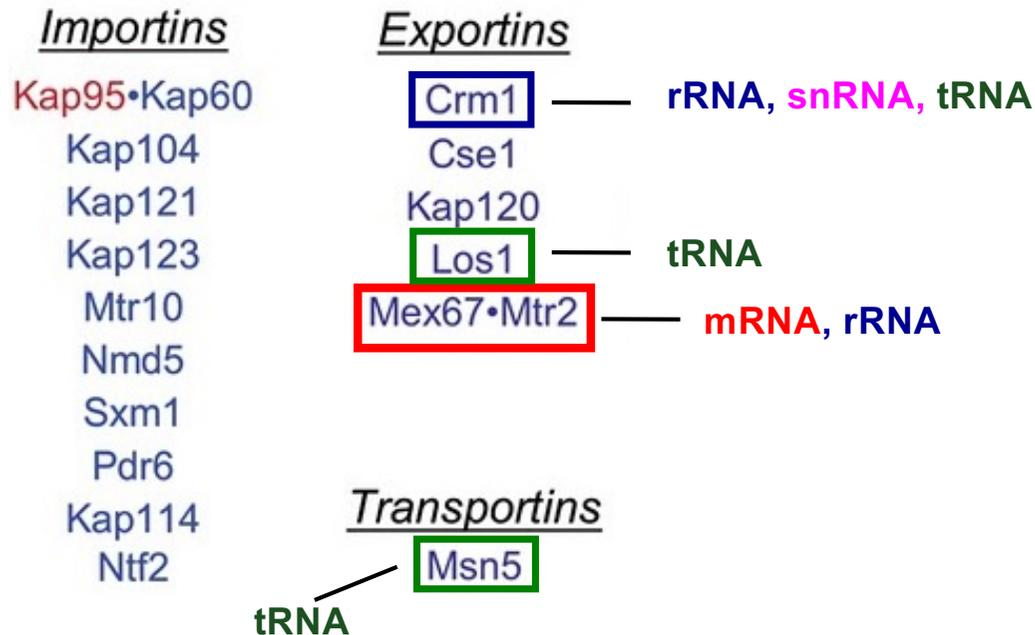 Importins
Kap95•Kap60
Kap104
Kap121
Kap123
Mtr10
Nmd5
Sxm1
Pdr6
Kap114
Ntf2
Exportins
Crm1
rRNA, snRNA, tRNA
Cse1
Kap120
Los1
tRNA
Mex67•Mtr2
mRNA, rRNA
Transportins
Msn5
tRNA